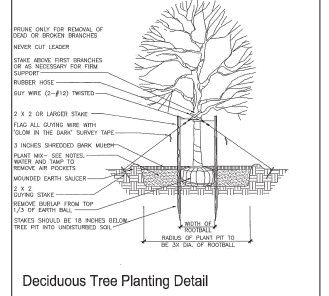 PRUNE ONLY FOR REMOVAL OF
DEAD OR BROKEN BRANCHES
NEVER CUT LEADER
STAKE ABOVE FIRST BRANCHES
OR AS NECESSARY FOR FIRM
SUPPORT
RUBBER HOSE
GUY WIRE (2-#12) TWISTED
2 X 2 OR LARGER STAKE
FLAG ALL GUYING WIRE WITH
'GLOW IN THE DARK' SURVEY TAPE
3 INCHES SHREDDED BARK MULCH
PLANT MIX- SEE NOTES.
WATER AND TAMP TO
REMOVE AIR POCKETS
MOUNDED EARTH SAUCER
2 X 2
GUYING STAKE
REMOVE BURLAP FROM TOP
1/3 OF EARTH BALL
STAKES SHOULD BE 18 INCHES BELOW
TREE PIT INTO UNDISTURBED SOIL
WIDTH OF
ROOTBALL
RADIUS OF PLANT PIT TO
BE 3X DIA. OF ROOTBALL
Deciduous Tree Planting Detail